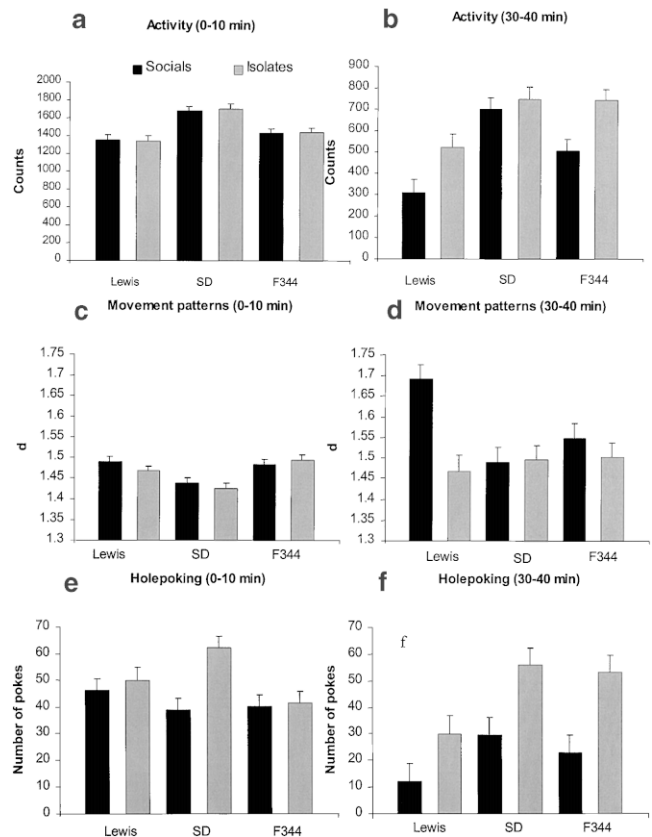 a
Activity (0-10 min)
Socials
Isolates
Counts
2000
1800
1600
1400
1200
1000
800
600
400
200
0
Lewis
SD
F344
b
Activity (30-40 min)
Counts
900
800
700
600
500
400
300
200
100
0
Lewis
SD
F344
c
Movement patterns (0-10 min)
d
1.75
1.7
1.65
1.6
1.55
1.5
1.45
1.4
1.35
1.3
Lewis
SD
F344
d
Movement patterns (30-40 min)
d
1.75
1.7
1.65
1.6
1.55
1.5
1.45
1.4
1.35
1.3
Lewis
SD
F344
e
Holepoking (0-10 min)
Number of pokes
70
60
50
40
30
20
10
0
Lewis
SD
F344
f
Holepoking (30-40 min)
f
Number of pokes
70
60
50
40
30
20
10
0
Lewis
SD
F344